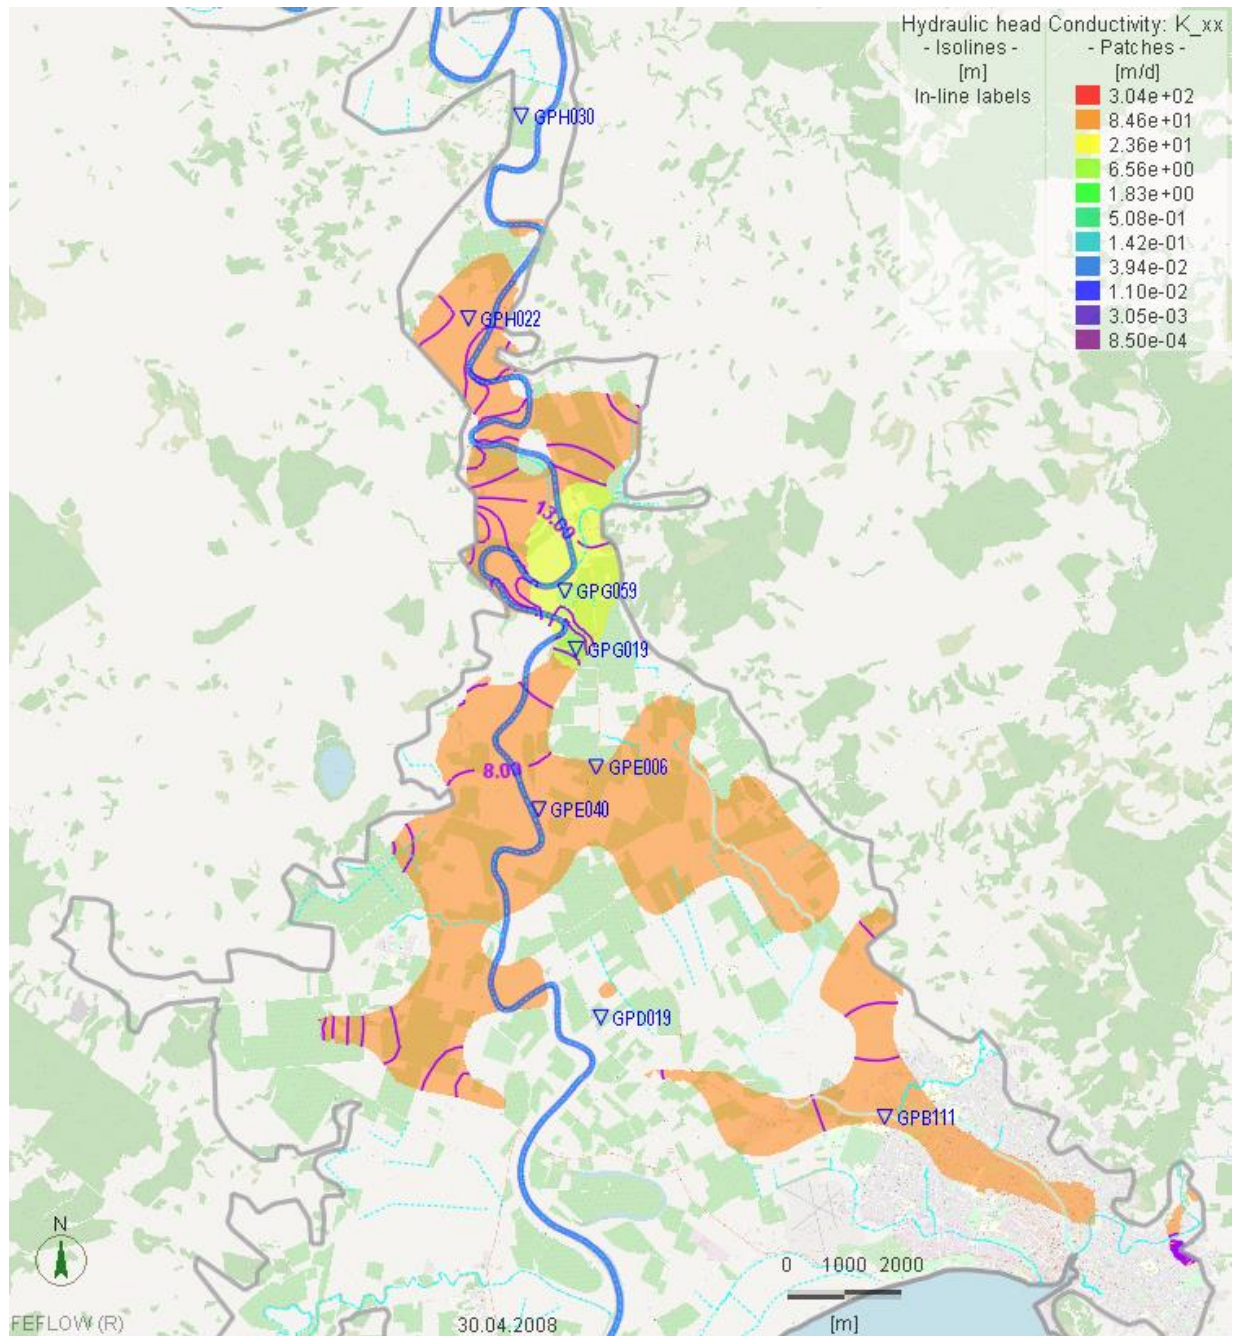 Hydraulic head Conductivity: K_xx
- Isolines - - Patches -
[m] [m/d]
In-line labels 3.04e+02
8.46e+01
2.36e+01
6.56e+00
1.83e+00
5.08e-01
1.42e-01
3.94e-02
1.10e-02
3.05e-03
8.50e-04
GPH030
GPH022
13.00
GPG059
GPG019
8.00
GPE006
GPE040
GPD019
GPB111
N
0 1000 2000
FEFLOW (R) 30.04.2008 [m]